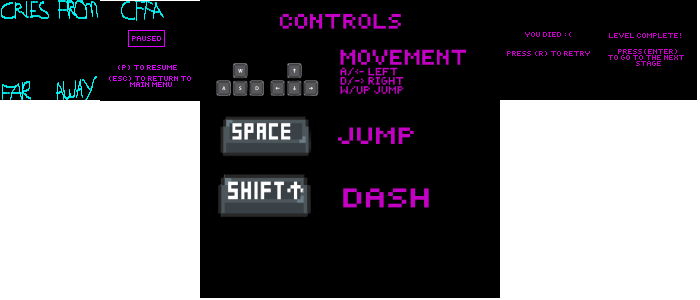 CRIES FROM
FAR AWAY
CFFA
PAUSED
(P) TO RESUME
(ESC) TO RETURN TO
MAIN MENU
CONTROLS
W
A S D
↑
← ↓ →
MOVEMENT
A/<- LEFT
D/-> RIGHT
W/UP JUMP
SPACE
JUMP
SHIFT↑
DASH
YOU DIED :(
PRESS (R) TO RETRY
LEVEL COMPLETE!
PRESS(ENTER)
TO GO TO THE NEXT
STAGE